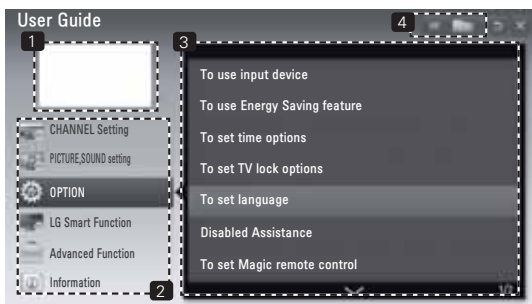 User Guide
1
3
4
To use input device
To use Energy Saving feature
To set time options
To set TV lock options
To set language
Disabled Assistance
To set Magic remote control
CHANNEL Setting
PICTURE,SOUND setting
OPTION
LG Smart Function
Advanced Function
Information
2
1/2